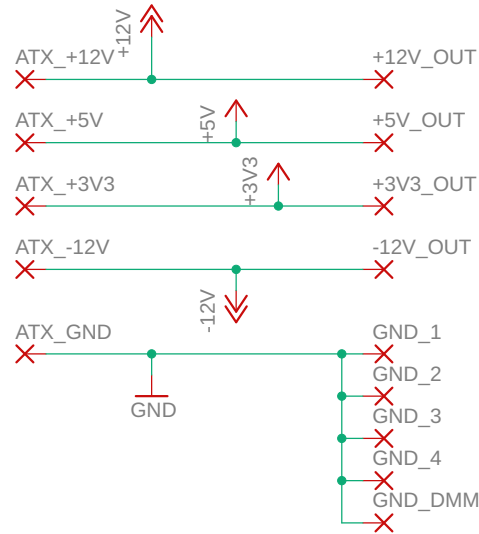 +12V
ATX_+12V
+12V_OUT
+5V
ATX_+5V
+5V_OUT
+3V3
ATX_+3V3
+3V3_OUT
ATX_-12V
-12V_OUT
-12V
ATX_GND
GND_1
GND_2
GND
GND_3
GND_4
GND_DMM